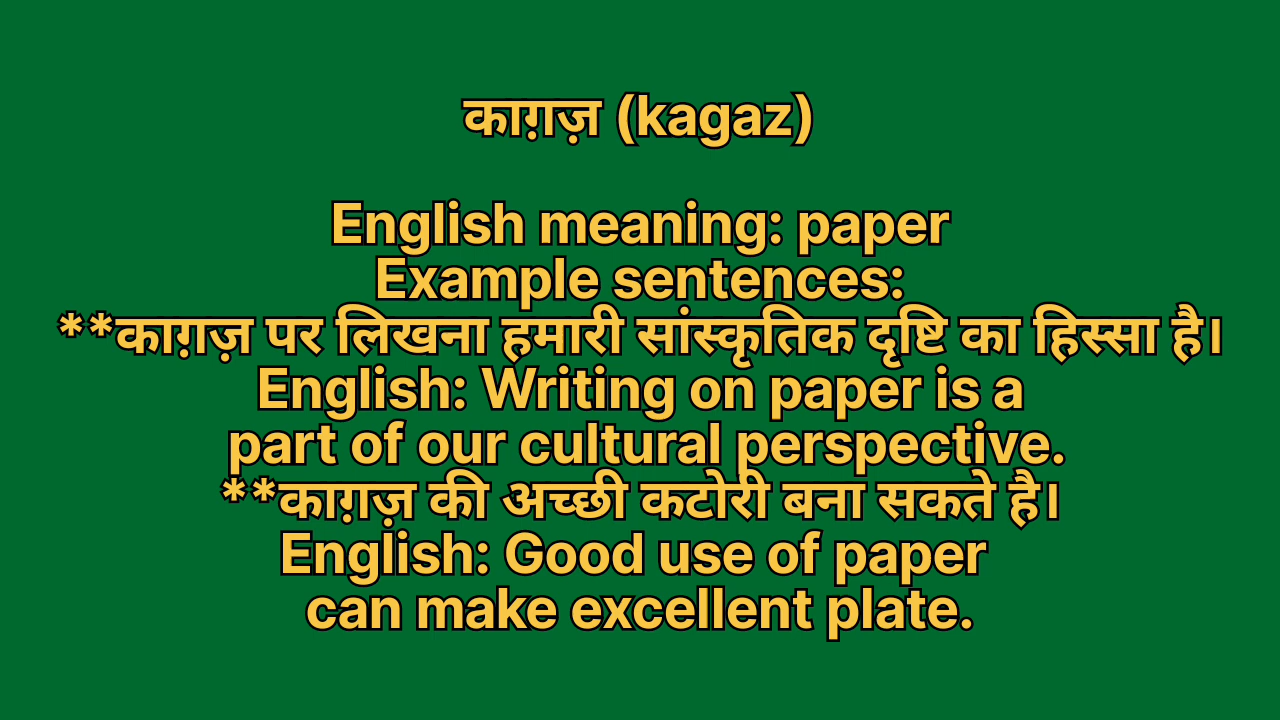 काग़ज़ (kagaz)
English meaning: paper
Example sentences:
**काग़ज़ पर लिखना हमारी सांस्कृतिक दृष्टि का हिस्सा है।
English: Writing on paper is a
part of our cultural perspective.
**काग़ज़ की अच्छी कटोरी बना सकते है।
English: Good use of paper
can make excellent plate.